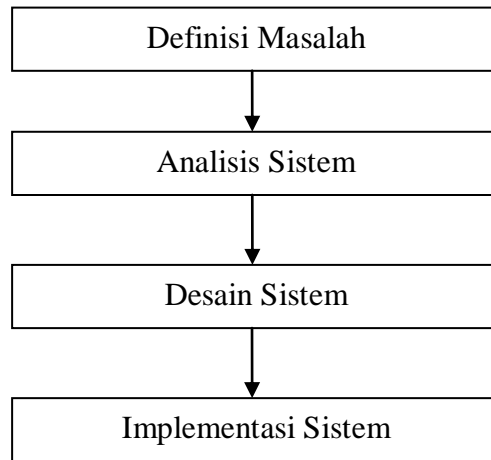 Definisi Masalah
Analisis Sistem
Desain Sistem
Implementasi Sistem